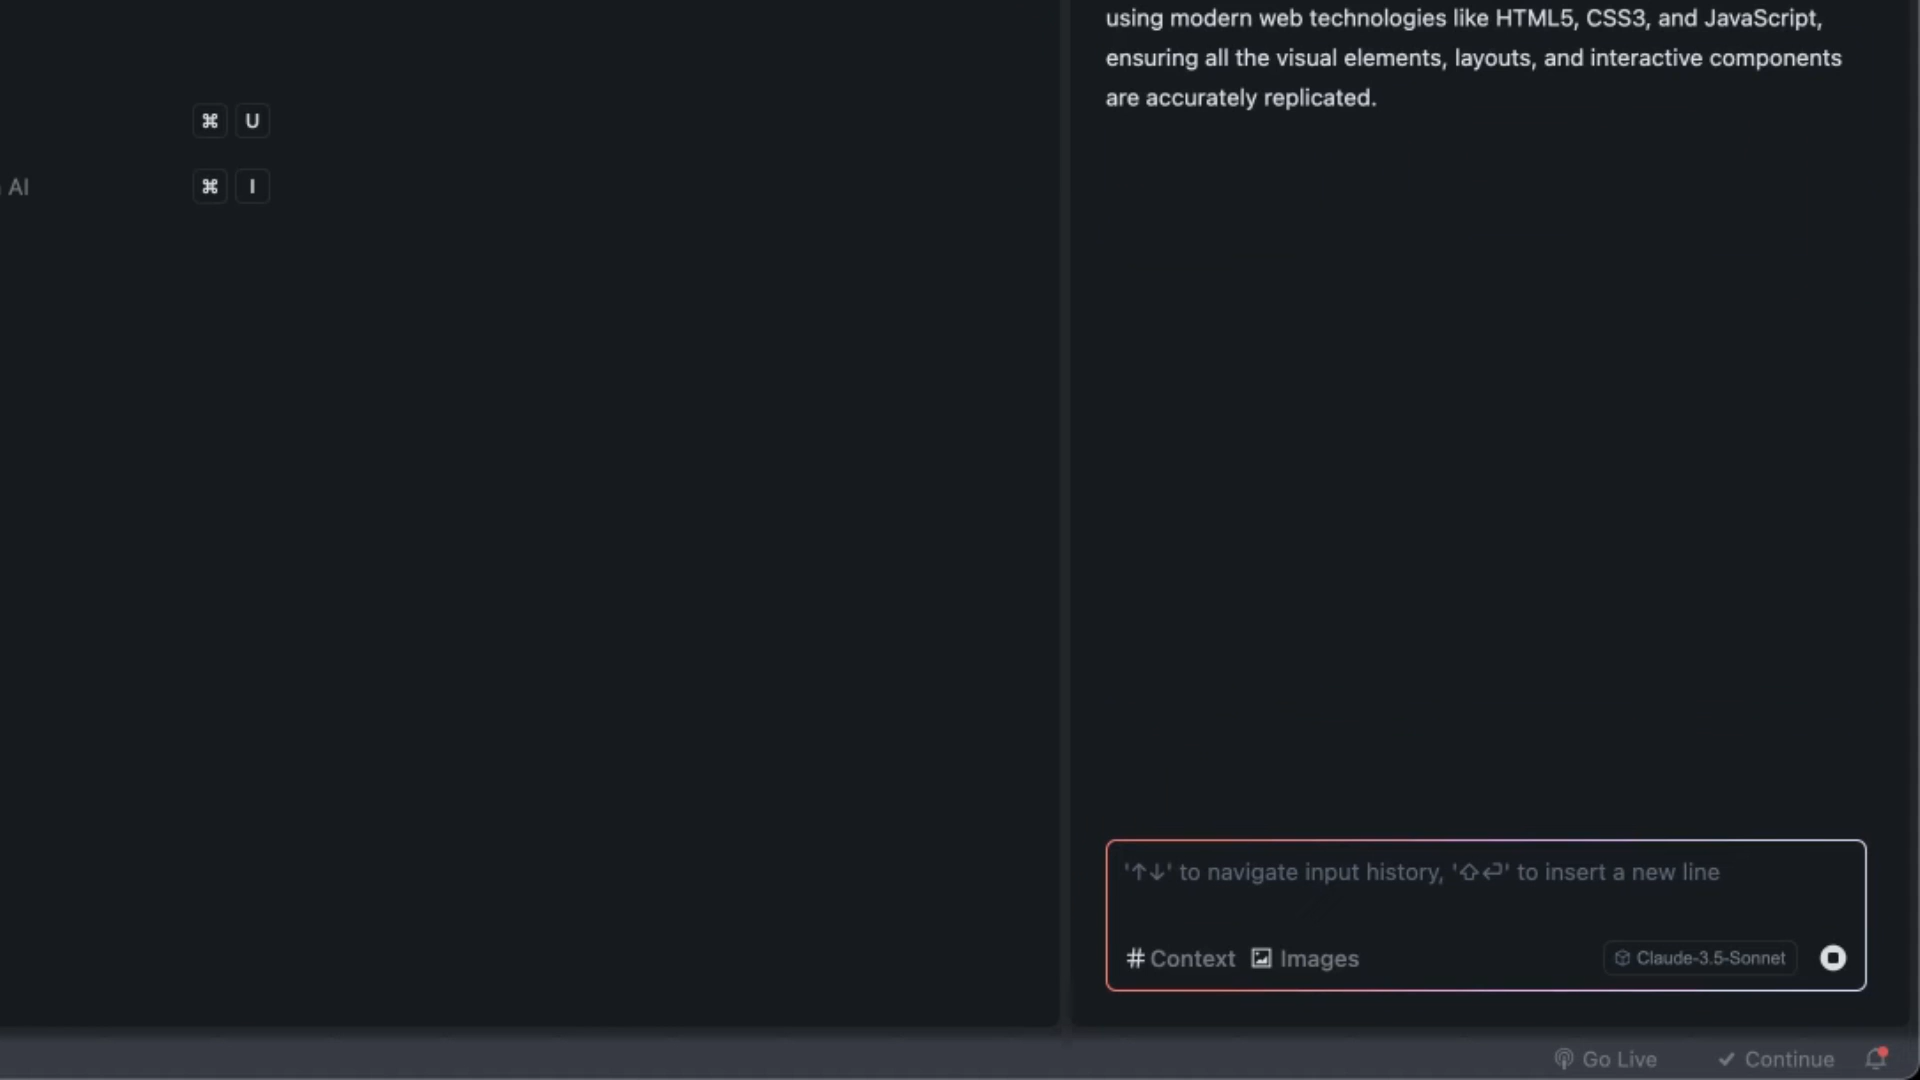 using modern web technologies like HTML5, CSS3, and JavaScript,
ensuring all the visual elements, layouts, and interactive components
are accurately replicated.
⌘ U
AI ⌘ I
'↑↓' to navigate input history, '⇧⏎' to insert a new line
# Context Images Claude-3.5-Sonnet
Go Live Continue